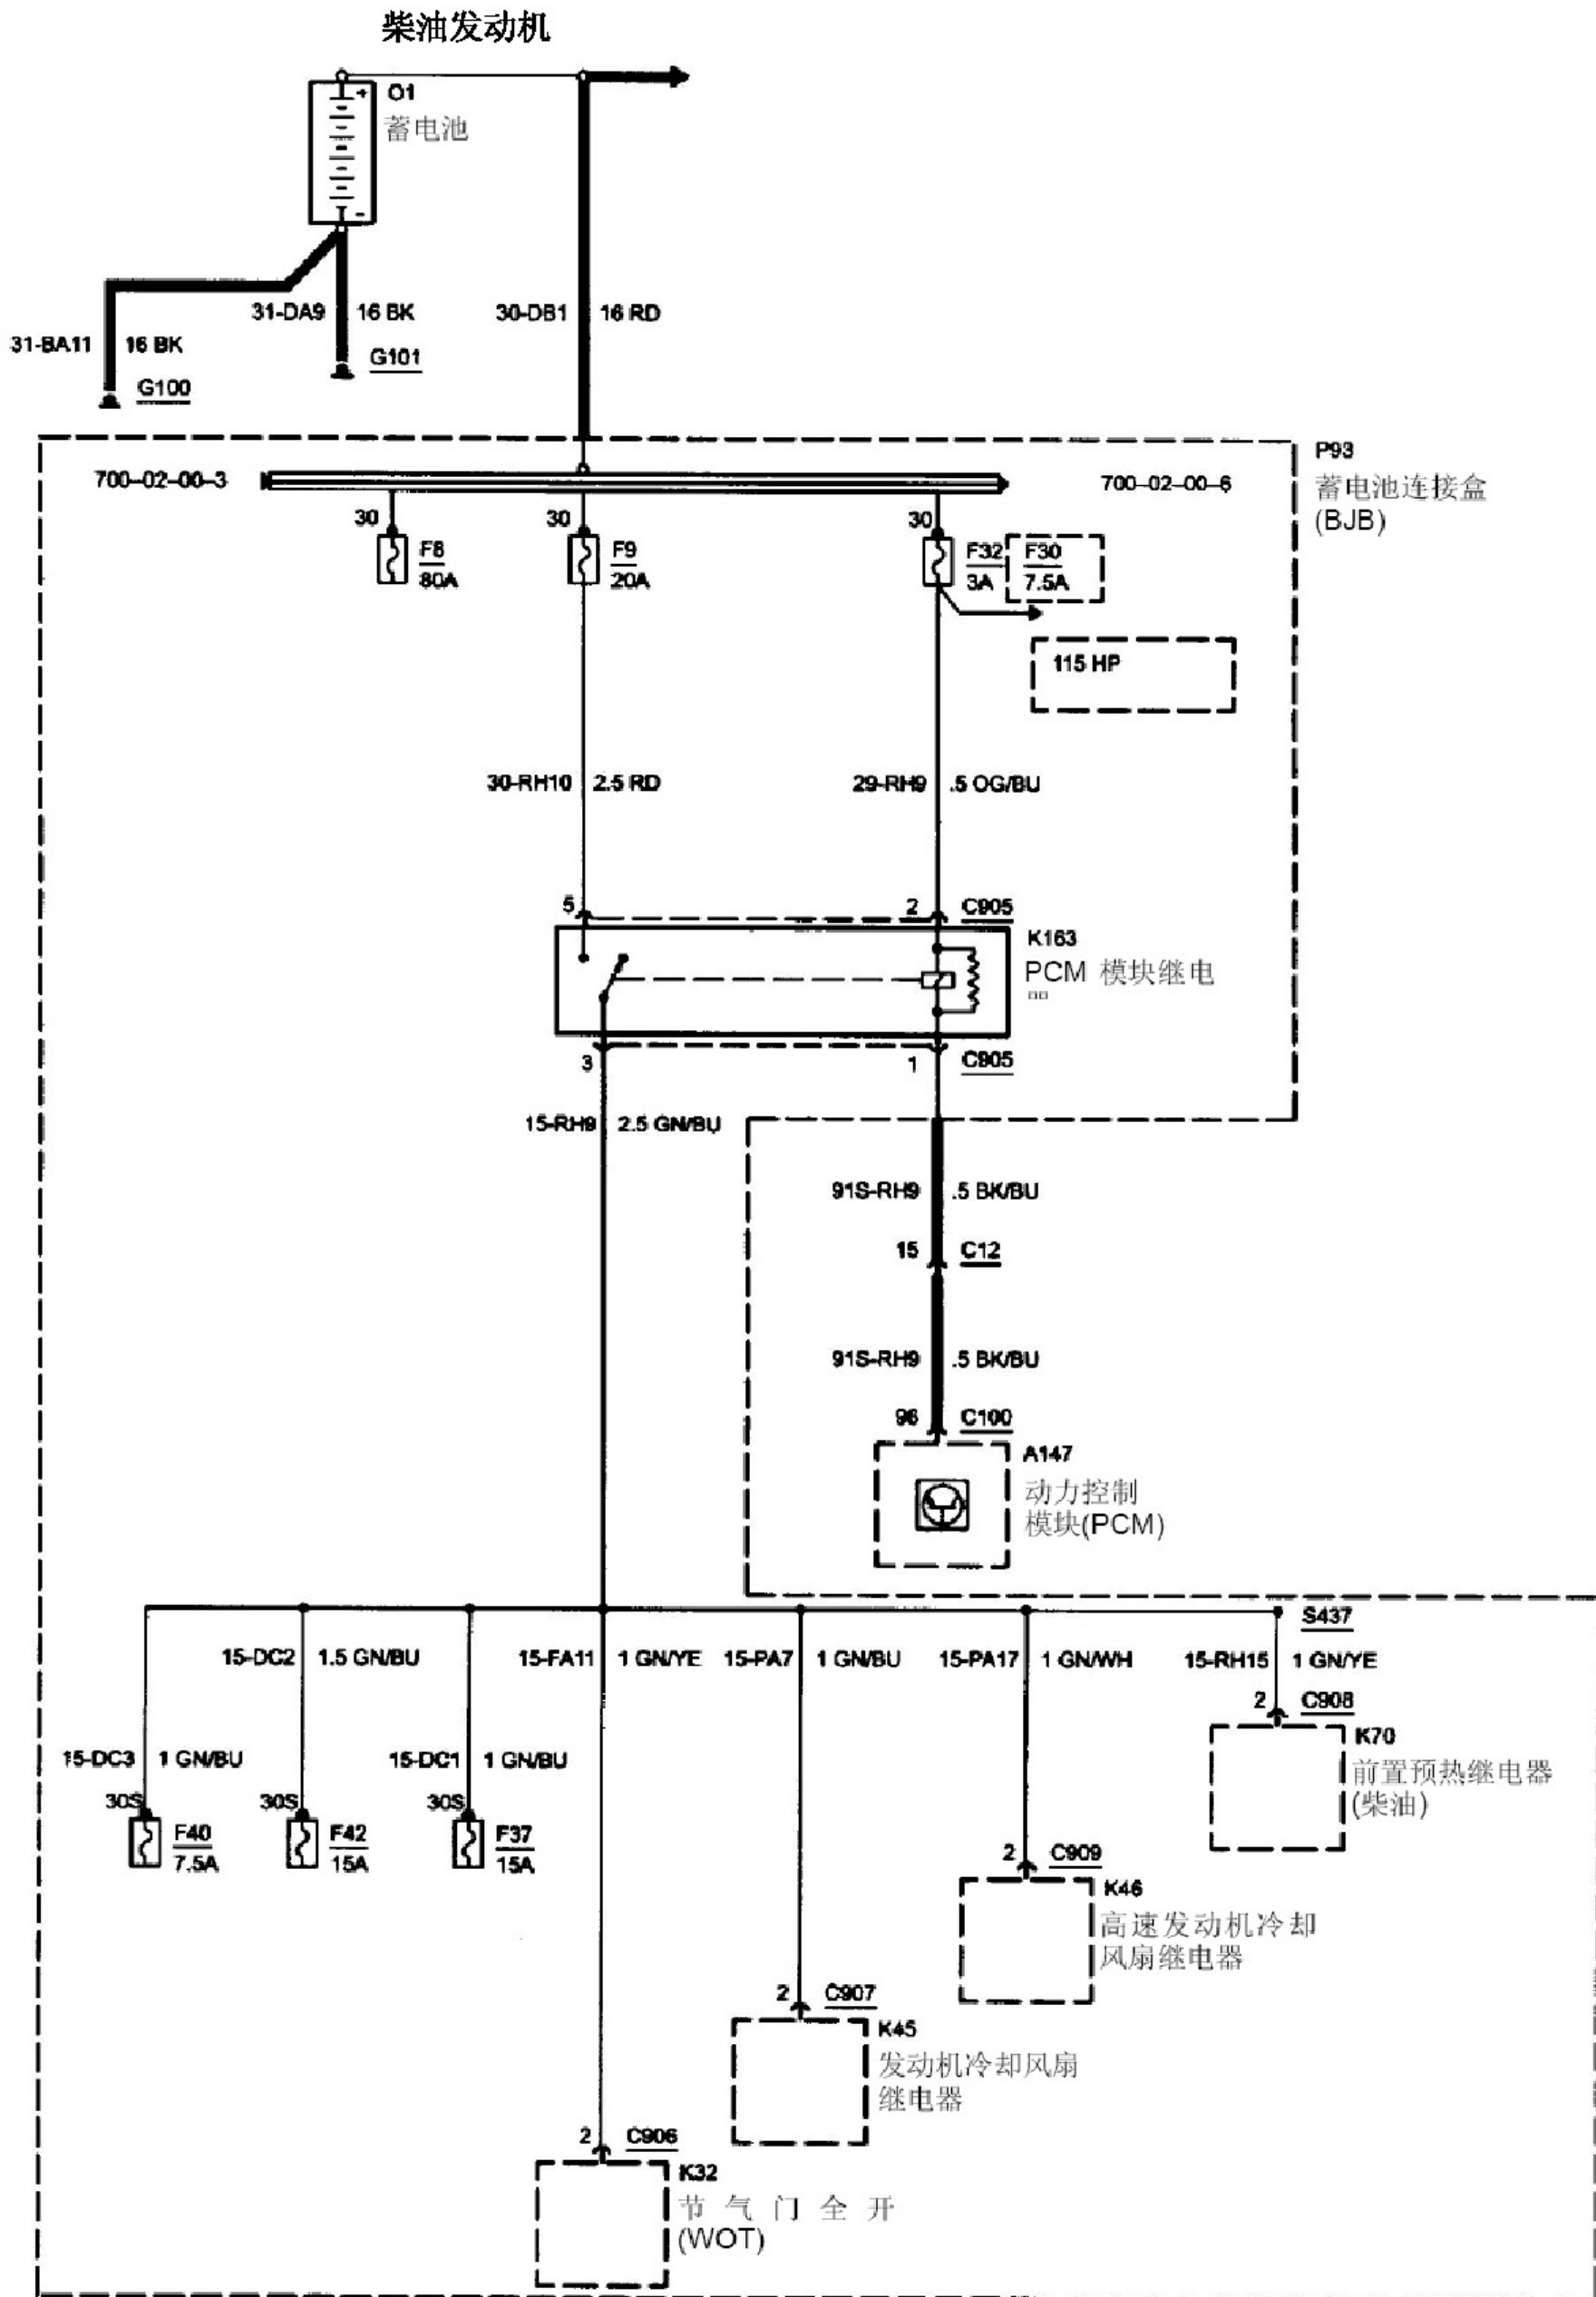 柴油发动机
O1
蓄电池
31-DA9 16 BK
30-DB1 16 RD
31-BA11 16 BK
G101
G100
P93
蓄电池连接盒
(BJB)
700-02-00-3
700-02-00-6
30
F8
80A
30
F9
20A
30
F32
3A
F30
7.5A
115 HP
30-RH10 2.5 RD
29-RH9 .5 OG/BU
5
2 C905
K163
PCM 模块继电
3
1 C905
15-RH9 2.5 GN/BU
91S-RH9 .5 BK/BU
15 C12
91S-RH9 .5 BK/BU
96 C100
A147
动力控制
模块(PCM)
S437
15-DC2 1.5 GN/BU
15-FA11 1 GN/YE
15-PA7 1 GN/BU
15-PA17 1 GN/WH
15-RH15 1 GN/YE
2 C908
K70
前置预热继电器
(柴油)
15-DC3 1 GN/BU
15-DC1 1 GN/BU
30S
F40
7.5A
30S
F42
15A
30S
F37
15A
2 C909
K46
高速发动机冷却
风扇继电器
2 C907
K45
发动机冷却风扇
继电器
2 C906
K32
节气门全开
(WOT)